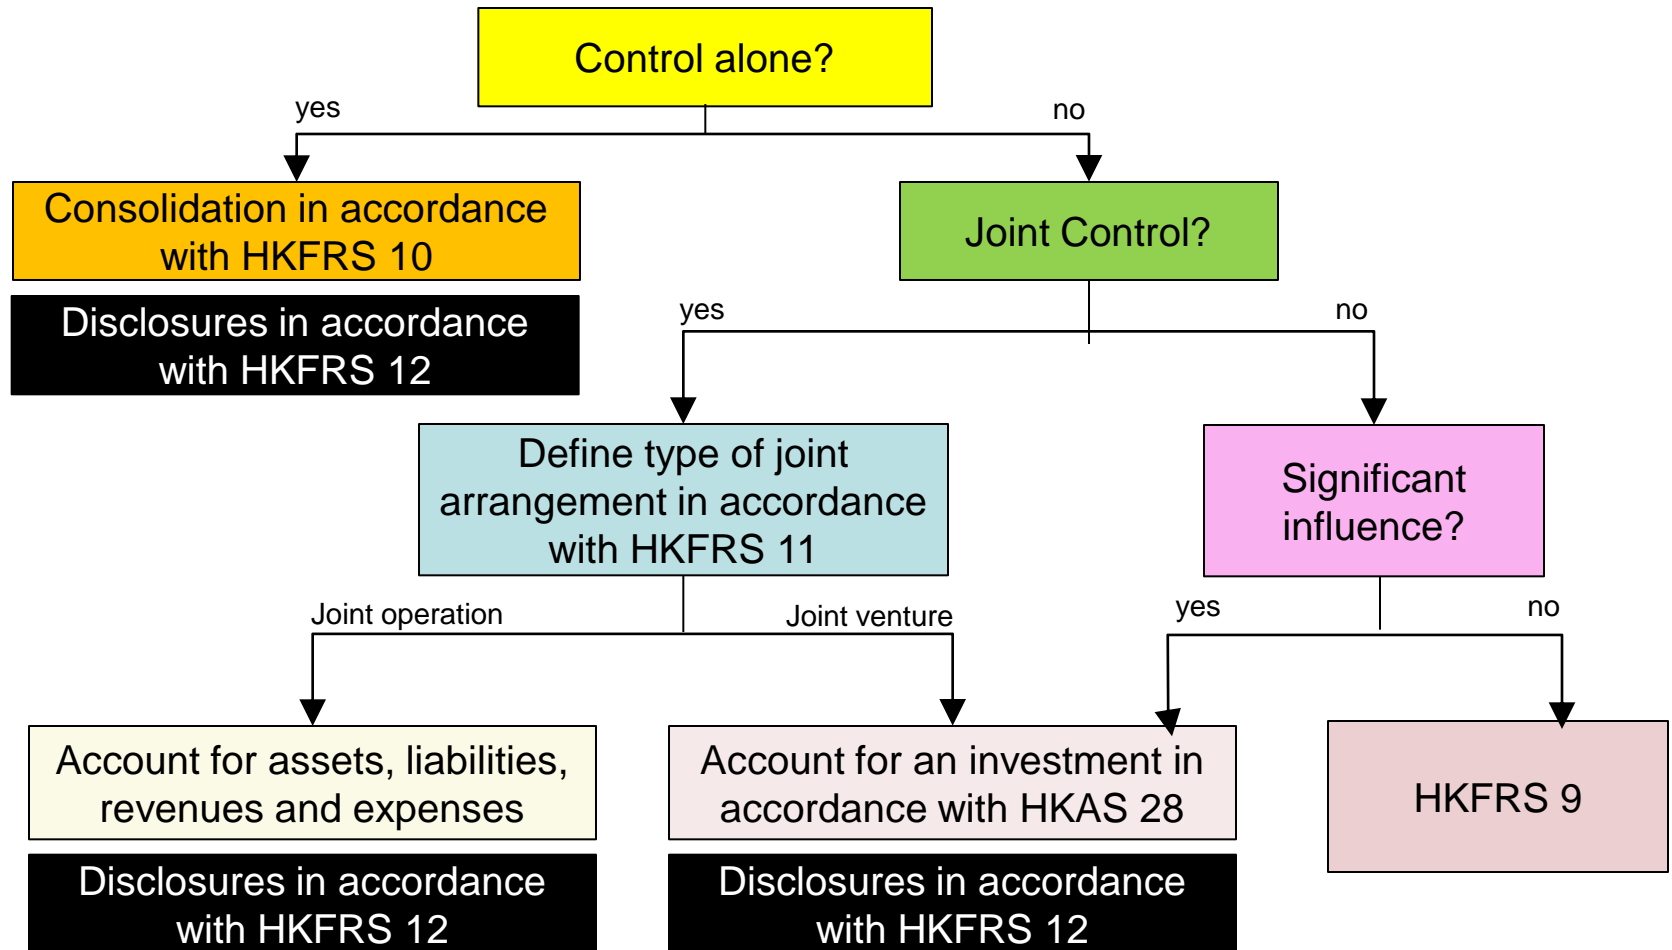 Control alone?
yes
no
Consolidation in accordance
with HKFRS 10
Joint Control?
Disclosures in accordance
with HKFRS 12
yes
no
Define type of joint
arrangement in accordance
with HKFRS 11
Significant
influence?
Joint operation
Joint venture
yes
no
Account for assets, liabilities,
revenues and expenses
Account for an investment in
accordance with HKAS 28
HKFRS 9
Disclosures in accordance
with HKFRS 12
Disclosures in accordance
with HKFRS 12